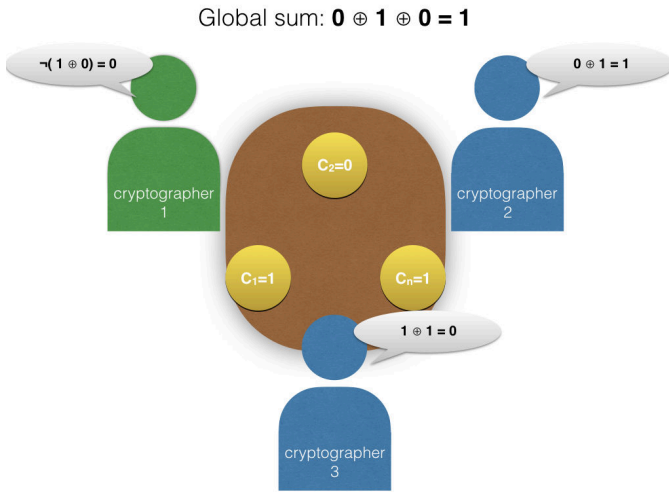 Global sum: 0 ⊕ 1 ⊕ 0 = 1
¬( 1 ⊕ 0) = 0
0 ⊕ 1 = 1
C₂=0
cryptographer
1
cryptographer
2
C₁=1
Cₙ=1
1 ⊕ 1 = 0
cryptographer
3